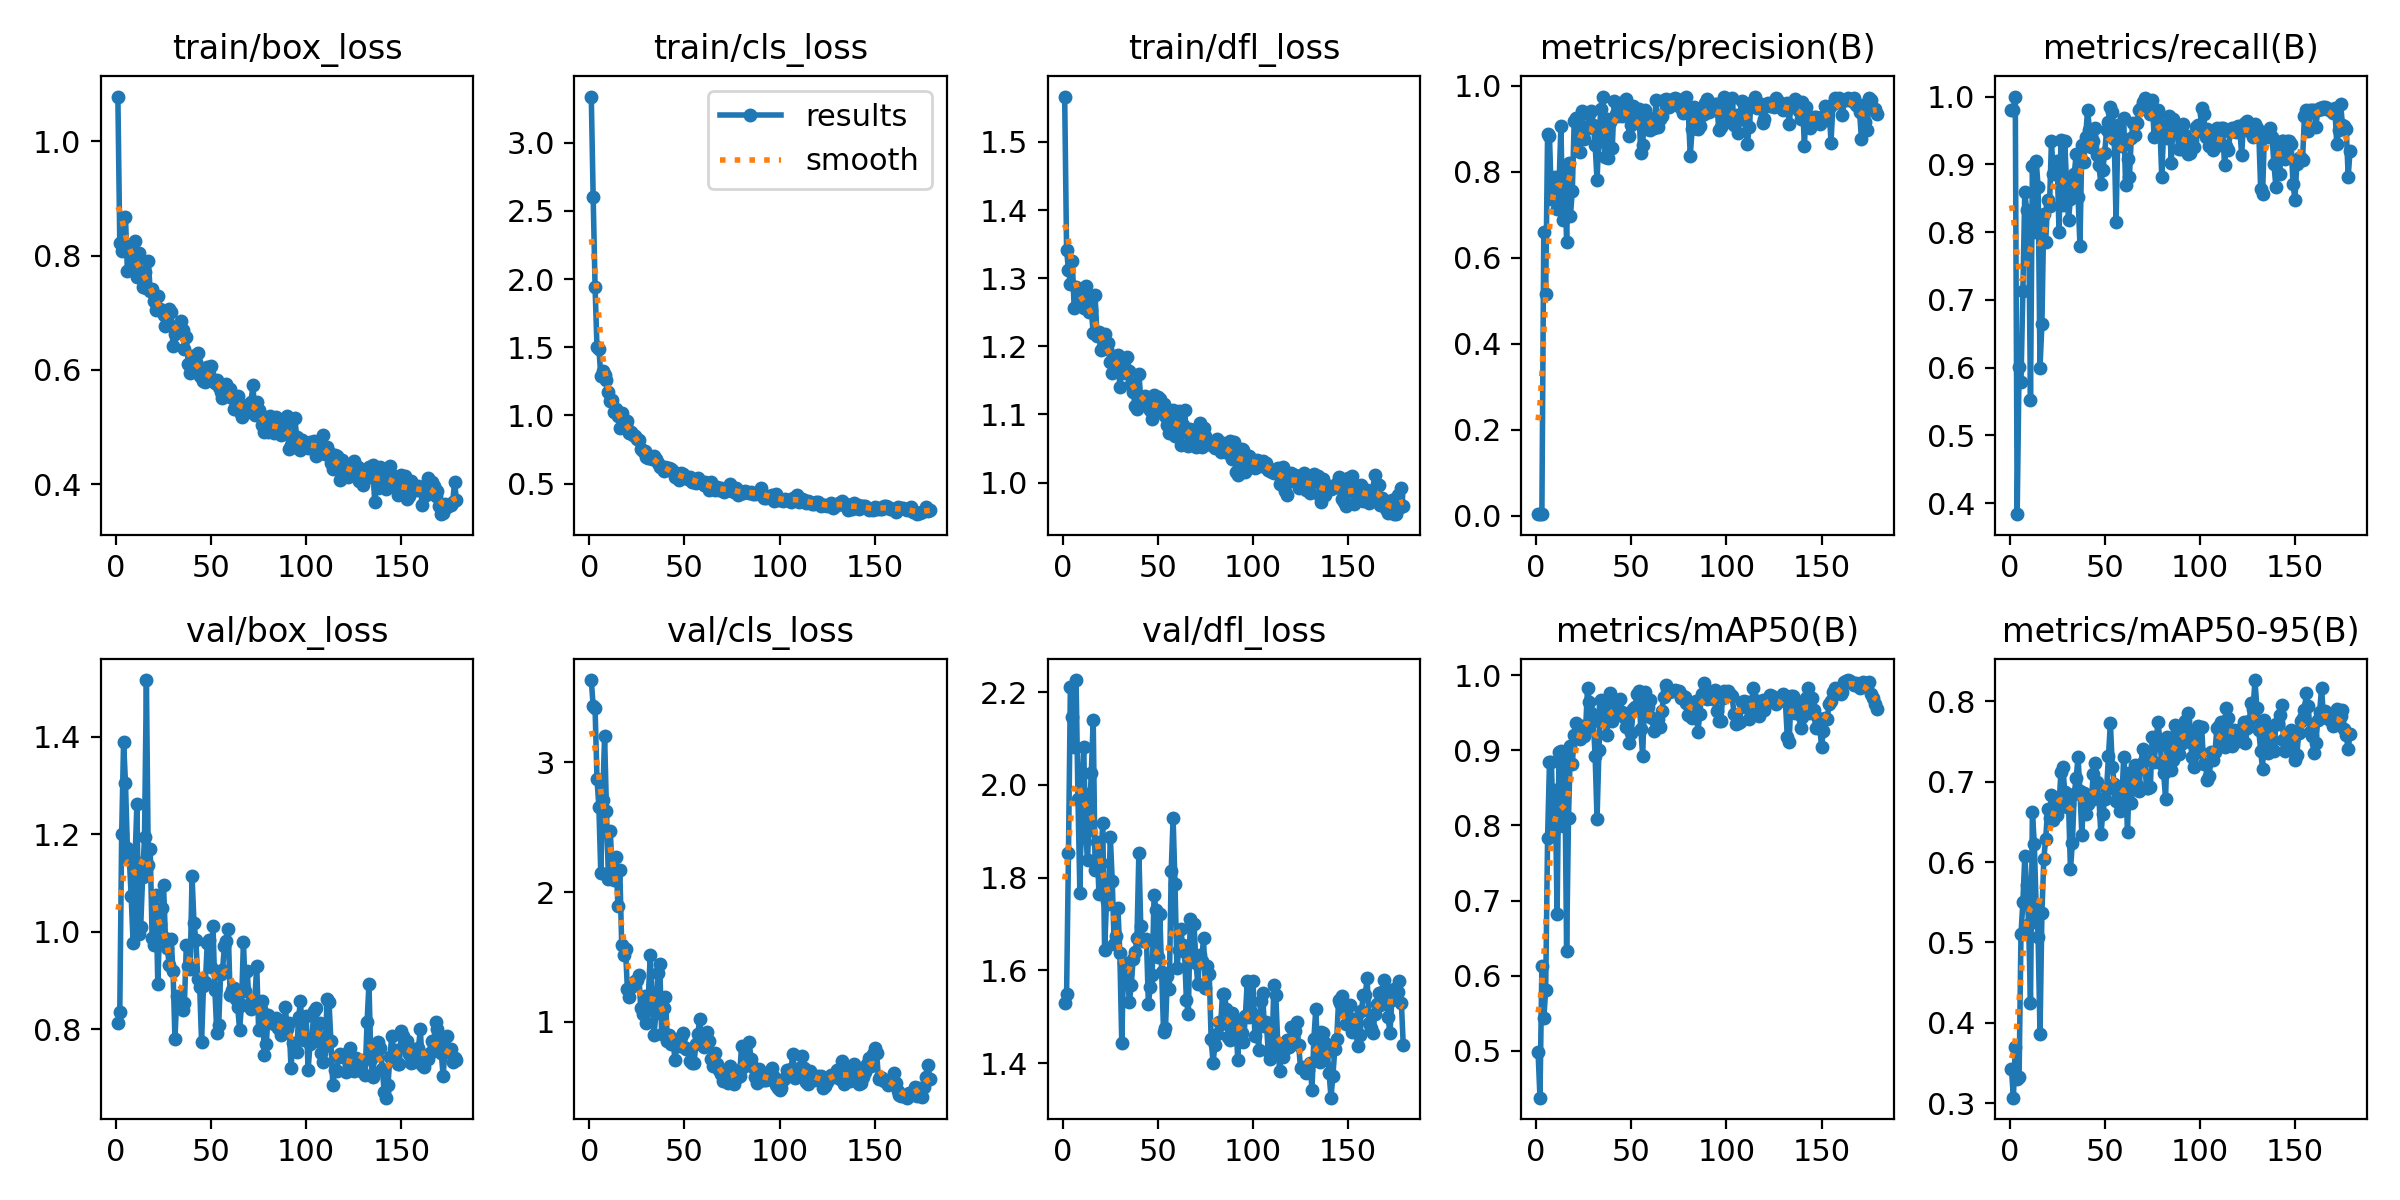 train/box_loss
train/cls_loss
train/dfl_loss
metrics/precision(B)
metrics/recall(B)
results
smooth
1.0
0.8
0.6
0.4
0 50 100 150
3.0
2.5
2.0
1.5
1.0
0.5
0 50 100 150
1.5
1.4
1.3
1.2
1.1
1.0
0 50 100 150
1.0
0.8
0.6
0.4
0.2
0.0
0 50 100 150
1.0
0.9
0.8
0.7
0.6
0.5
0.4
0 50 100 150
val/box_loss
val/cls_loss
val/dfl_loss
metrics/mAP50(B)
metrics/mAP50-95(B)
1.4
1.2
1.0
0.8
0 50 100 150
3
2
1
0 50 100 150
2.2
2.0
1.8
1.6
1.4
0 50 100 150
1.0
0.9
0.8
0.7
0.6
0.5
0 50 100 150
0.8
0.7
0.6
0.5
0.4
0.3
0 50 100 150